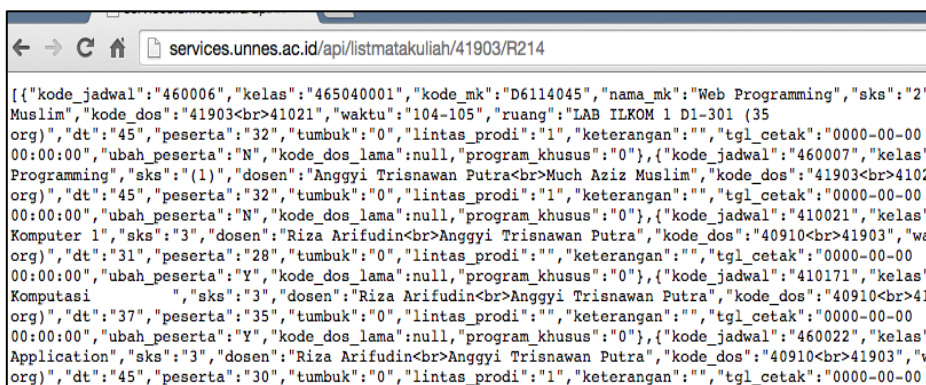 services.unnes.ac.id/api/listmatakuliah/41903/R214
[{"kode_jadwal":"460006","kelas":"465040001","kode_mk":"D6114045","nama_mk":"Web Programming","sks":"2"
Muslim","kode_dos":"41903<br>41021","waktu":"104-105","ruang":"LAB ILKOM 1 D1-301 (35
org)","dt":"45","peserta":"32","tumbuk":"0","lintas_prodi":"1","keterangan":"","tgl_cetak":"0000-00-00
00:00:00","ubah_peserta":"N","kode_dos_lama":null,"program_khusus":"0"},{"kode_jadwal":"460007","kelas"
Programming","sks":"(1)","dosen":"Anggyi Trisnawan Putra<br>Much Aziz Muslim","kode_dos":"41903<br>4102
org)","dt":"45","peserta":"32","tumbuk":"0","lintas_prodi":"1","keterangan":"","tgl_cetak":"0000-00-00
00:00:00","ubah_peserta":"N","kode_dos_lama":null,"program_khusus":"0"},{"kode_jadwal":"410021","kelas"
Komputer 1","sks":"3","dosen":"Riza Arifudin<br>Anggyi Trisnawan Putra","kode_dos":"40910<br>41903","wa
org)","dt":"31","peserta":"28","tumbuk":"0","lintas_prodi":"","keterangan":"","tgl_cetak":"0000-00-00
00:00:00","ubah_peserta":"Y","kode_dos_lama":null,"program_khusus":"0"},{"kode_jadwal":"410171","kelas"
Komputasi ","sks":"3","dosen":"Riza Arifudin<br>Anggyi Trisnawan Putra","kode_dos":"40910<br>41
org)","dt":"37","peserta":"35","tumbuk":"0","lintas_prodi":"","keterangan":"","tgl_cetak":"0000-00-00
00:00:00","ubah_peserta":"Y","kode_dos_lama":null,"program_khusus":"0"},{"kode_jadwal":"460022","kelas"
Application","sks":"3","dosen":"Riza Arifudin<br>Anggyi Trisnawan Putra","kode_dos":"40910<br>41903","w
org)","dt":"45","peserta":"30","tumbuk":"0","lintas_prodi":"1","keterangan":"","tgl_cetak":"0000-00-00